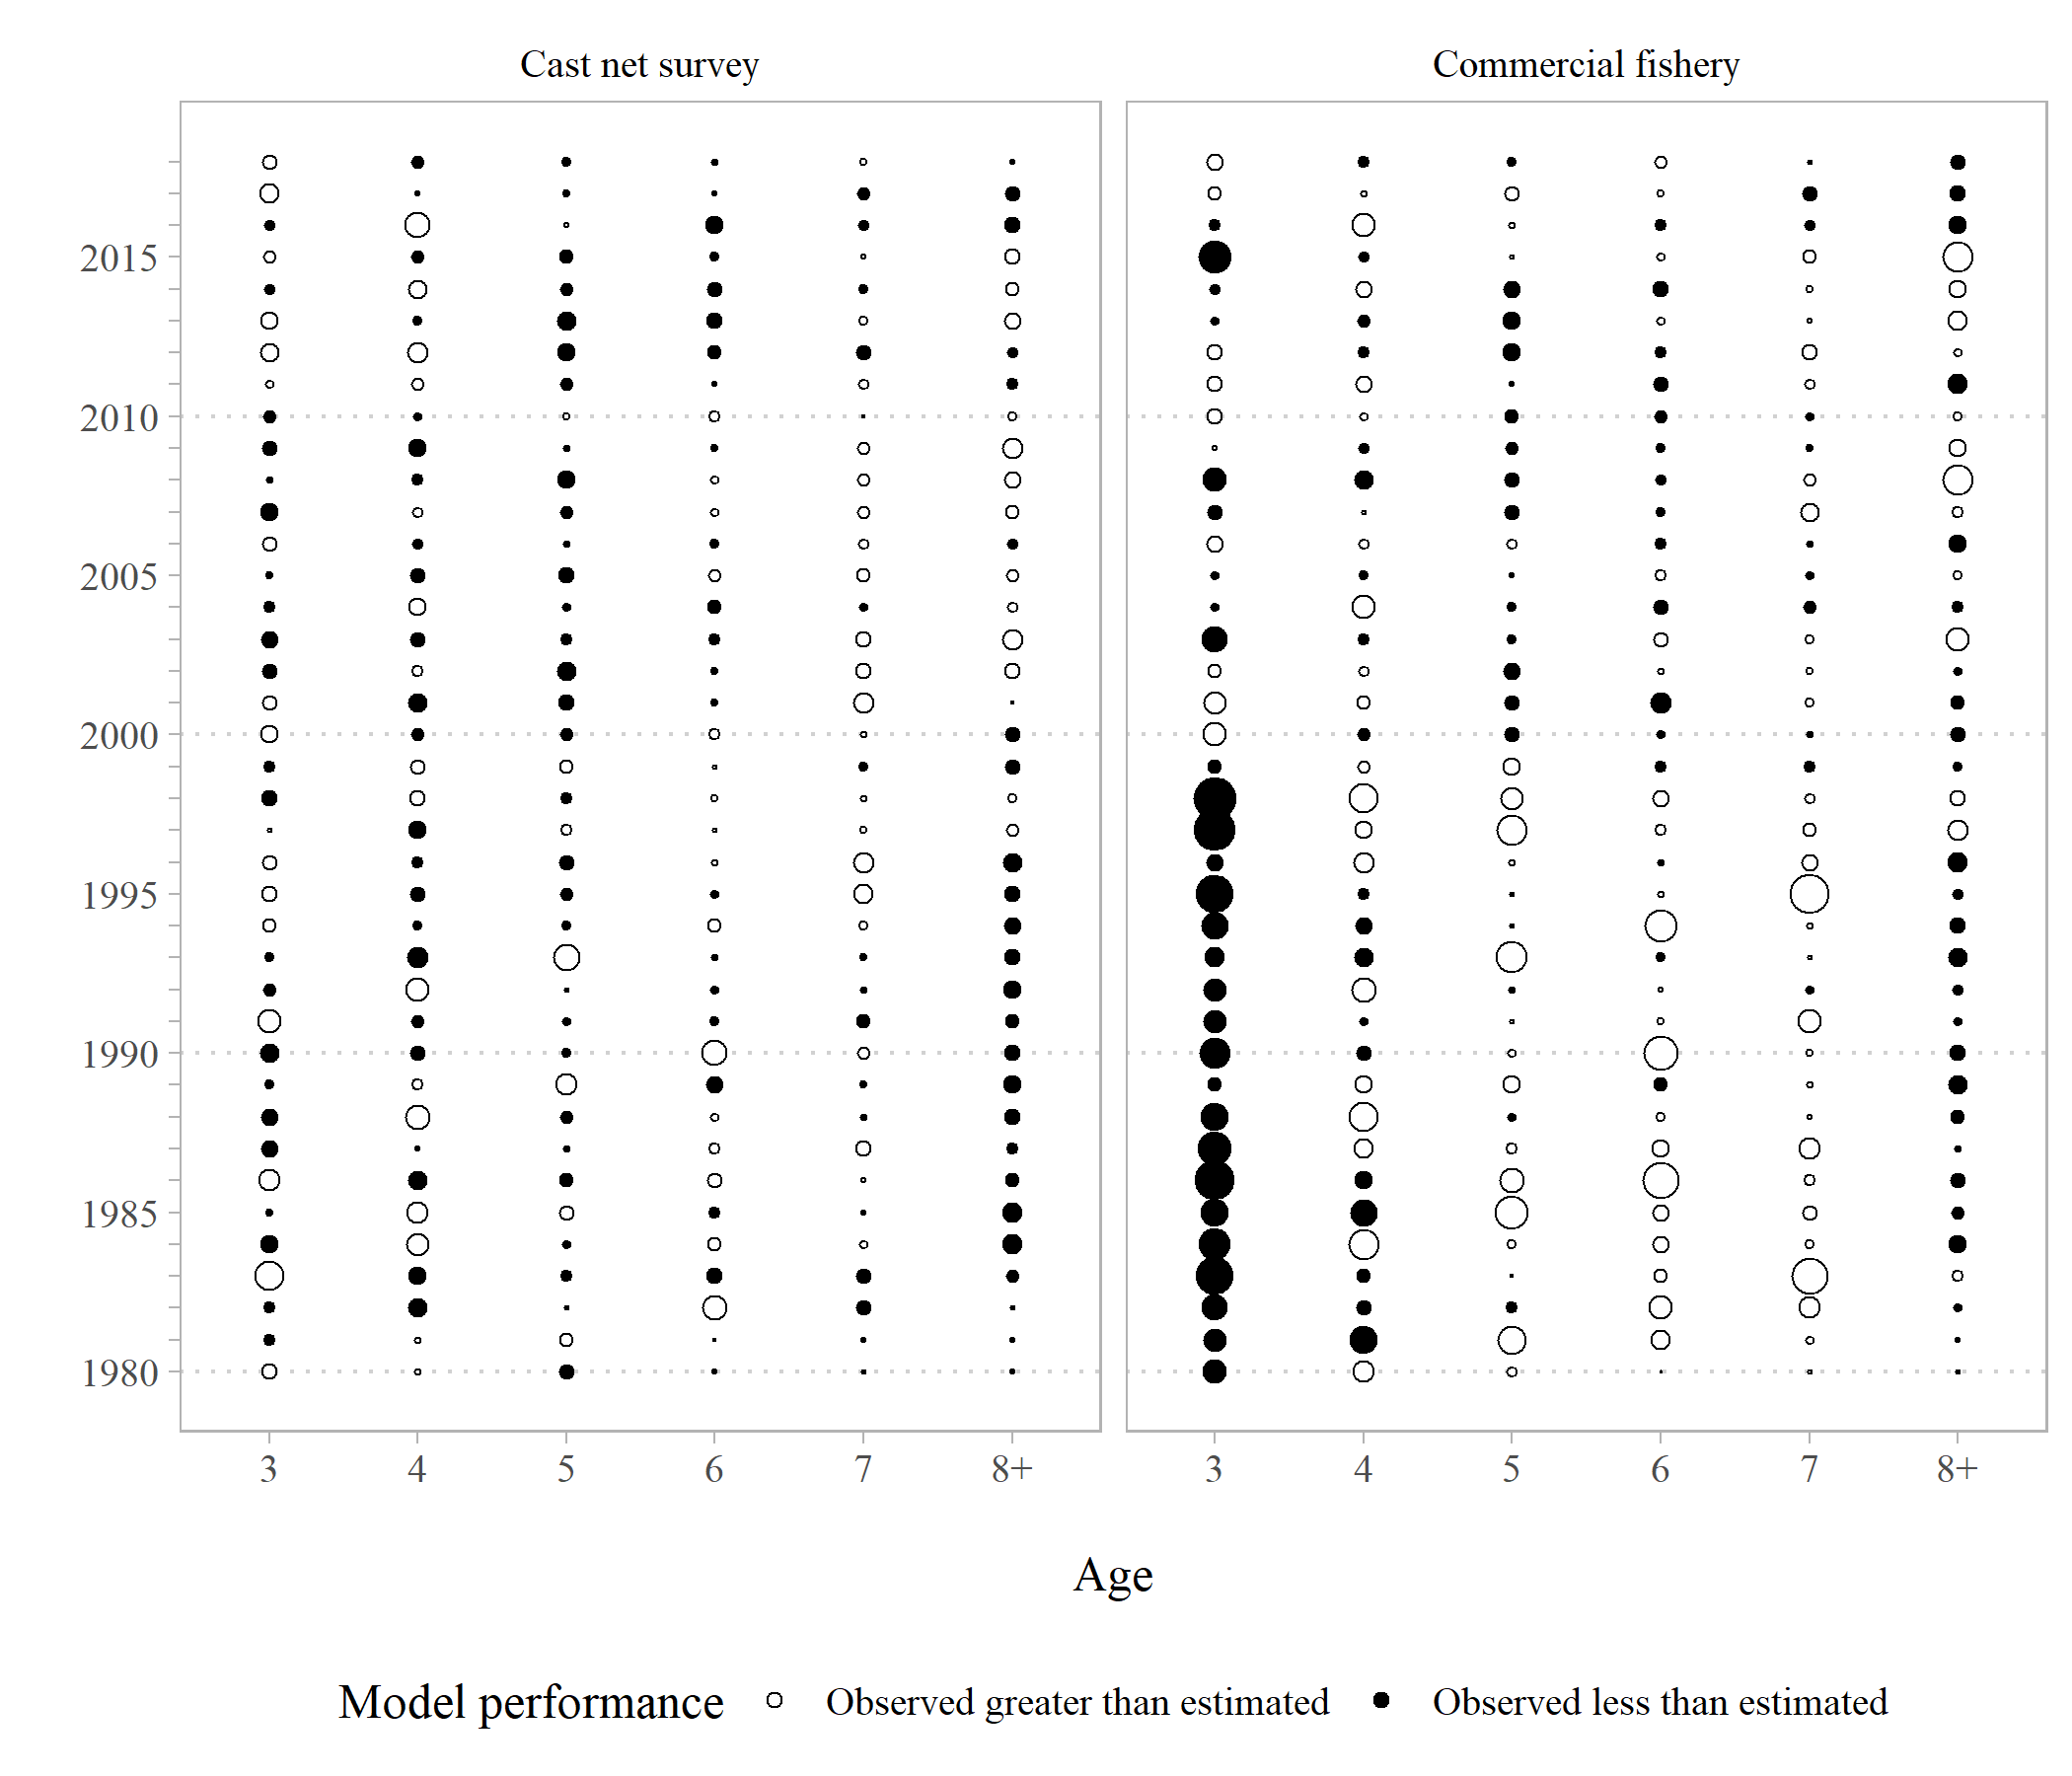 Cast net survey Commercial fishery
2015
2010
2005
2000
1995
1990
1985
1980
3 4 5 6 7 8+ 3 4 5 6 7 8+
Age
Model performance Observed greater than estimated Observed less than estimated